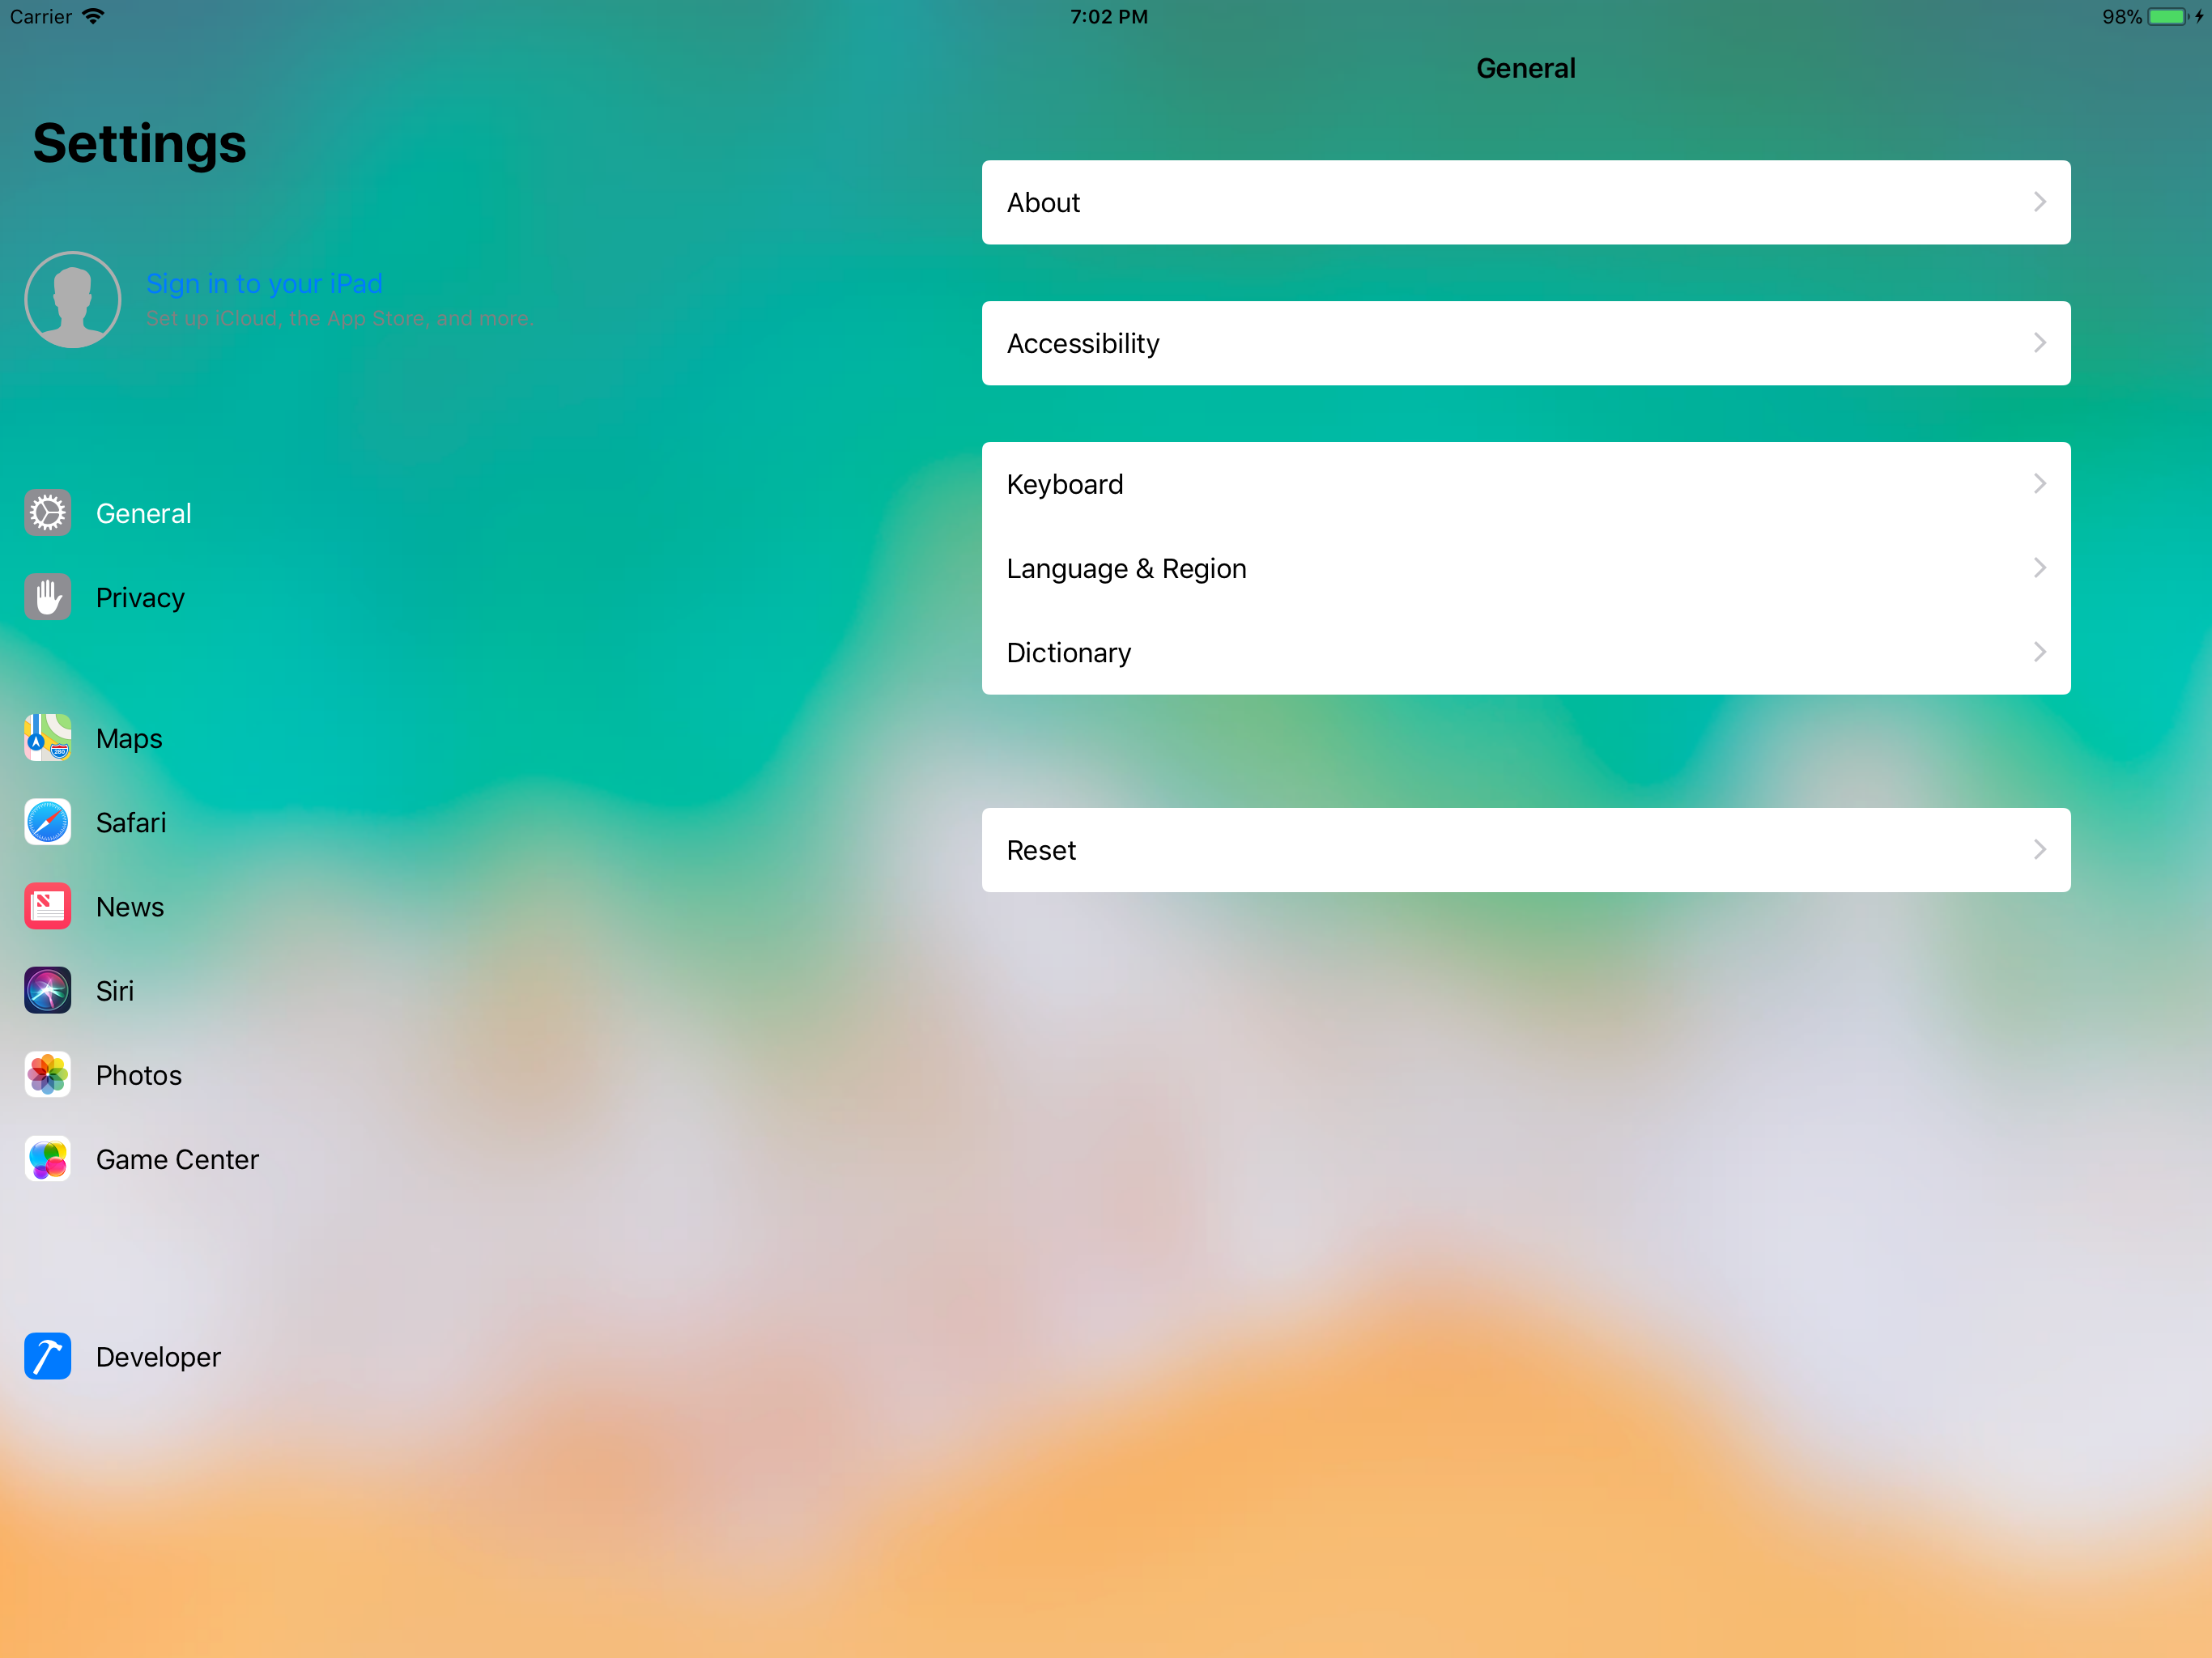 Carrier 7:02 PM 98%
General
Settings
Sign in to your iPad
Set up iCloud, the App Store, and more.
General
Privacy
Maps
Safari
News
Siri
Photos
Game Center
Developer
About
Accessibility
Keyboard
Language & Region
Dictionary
Reset